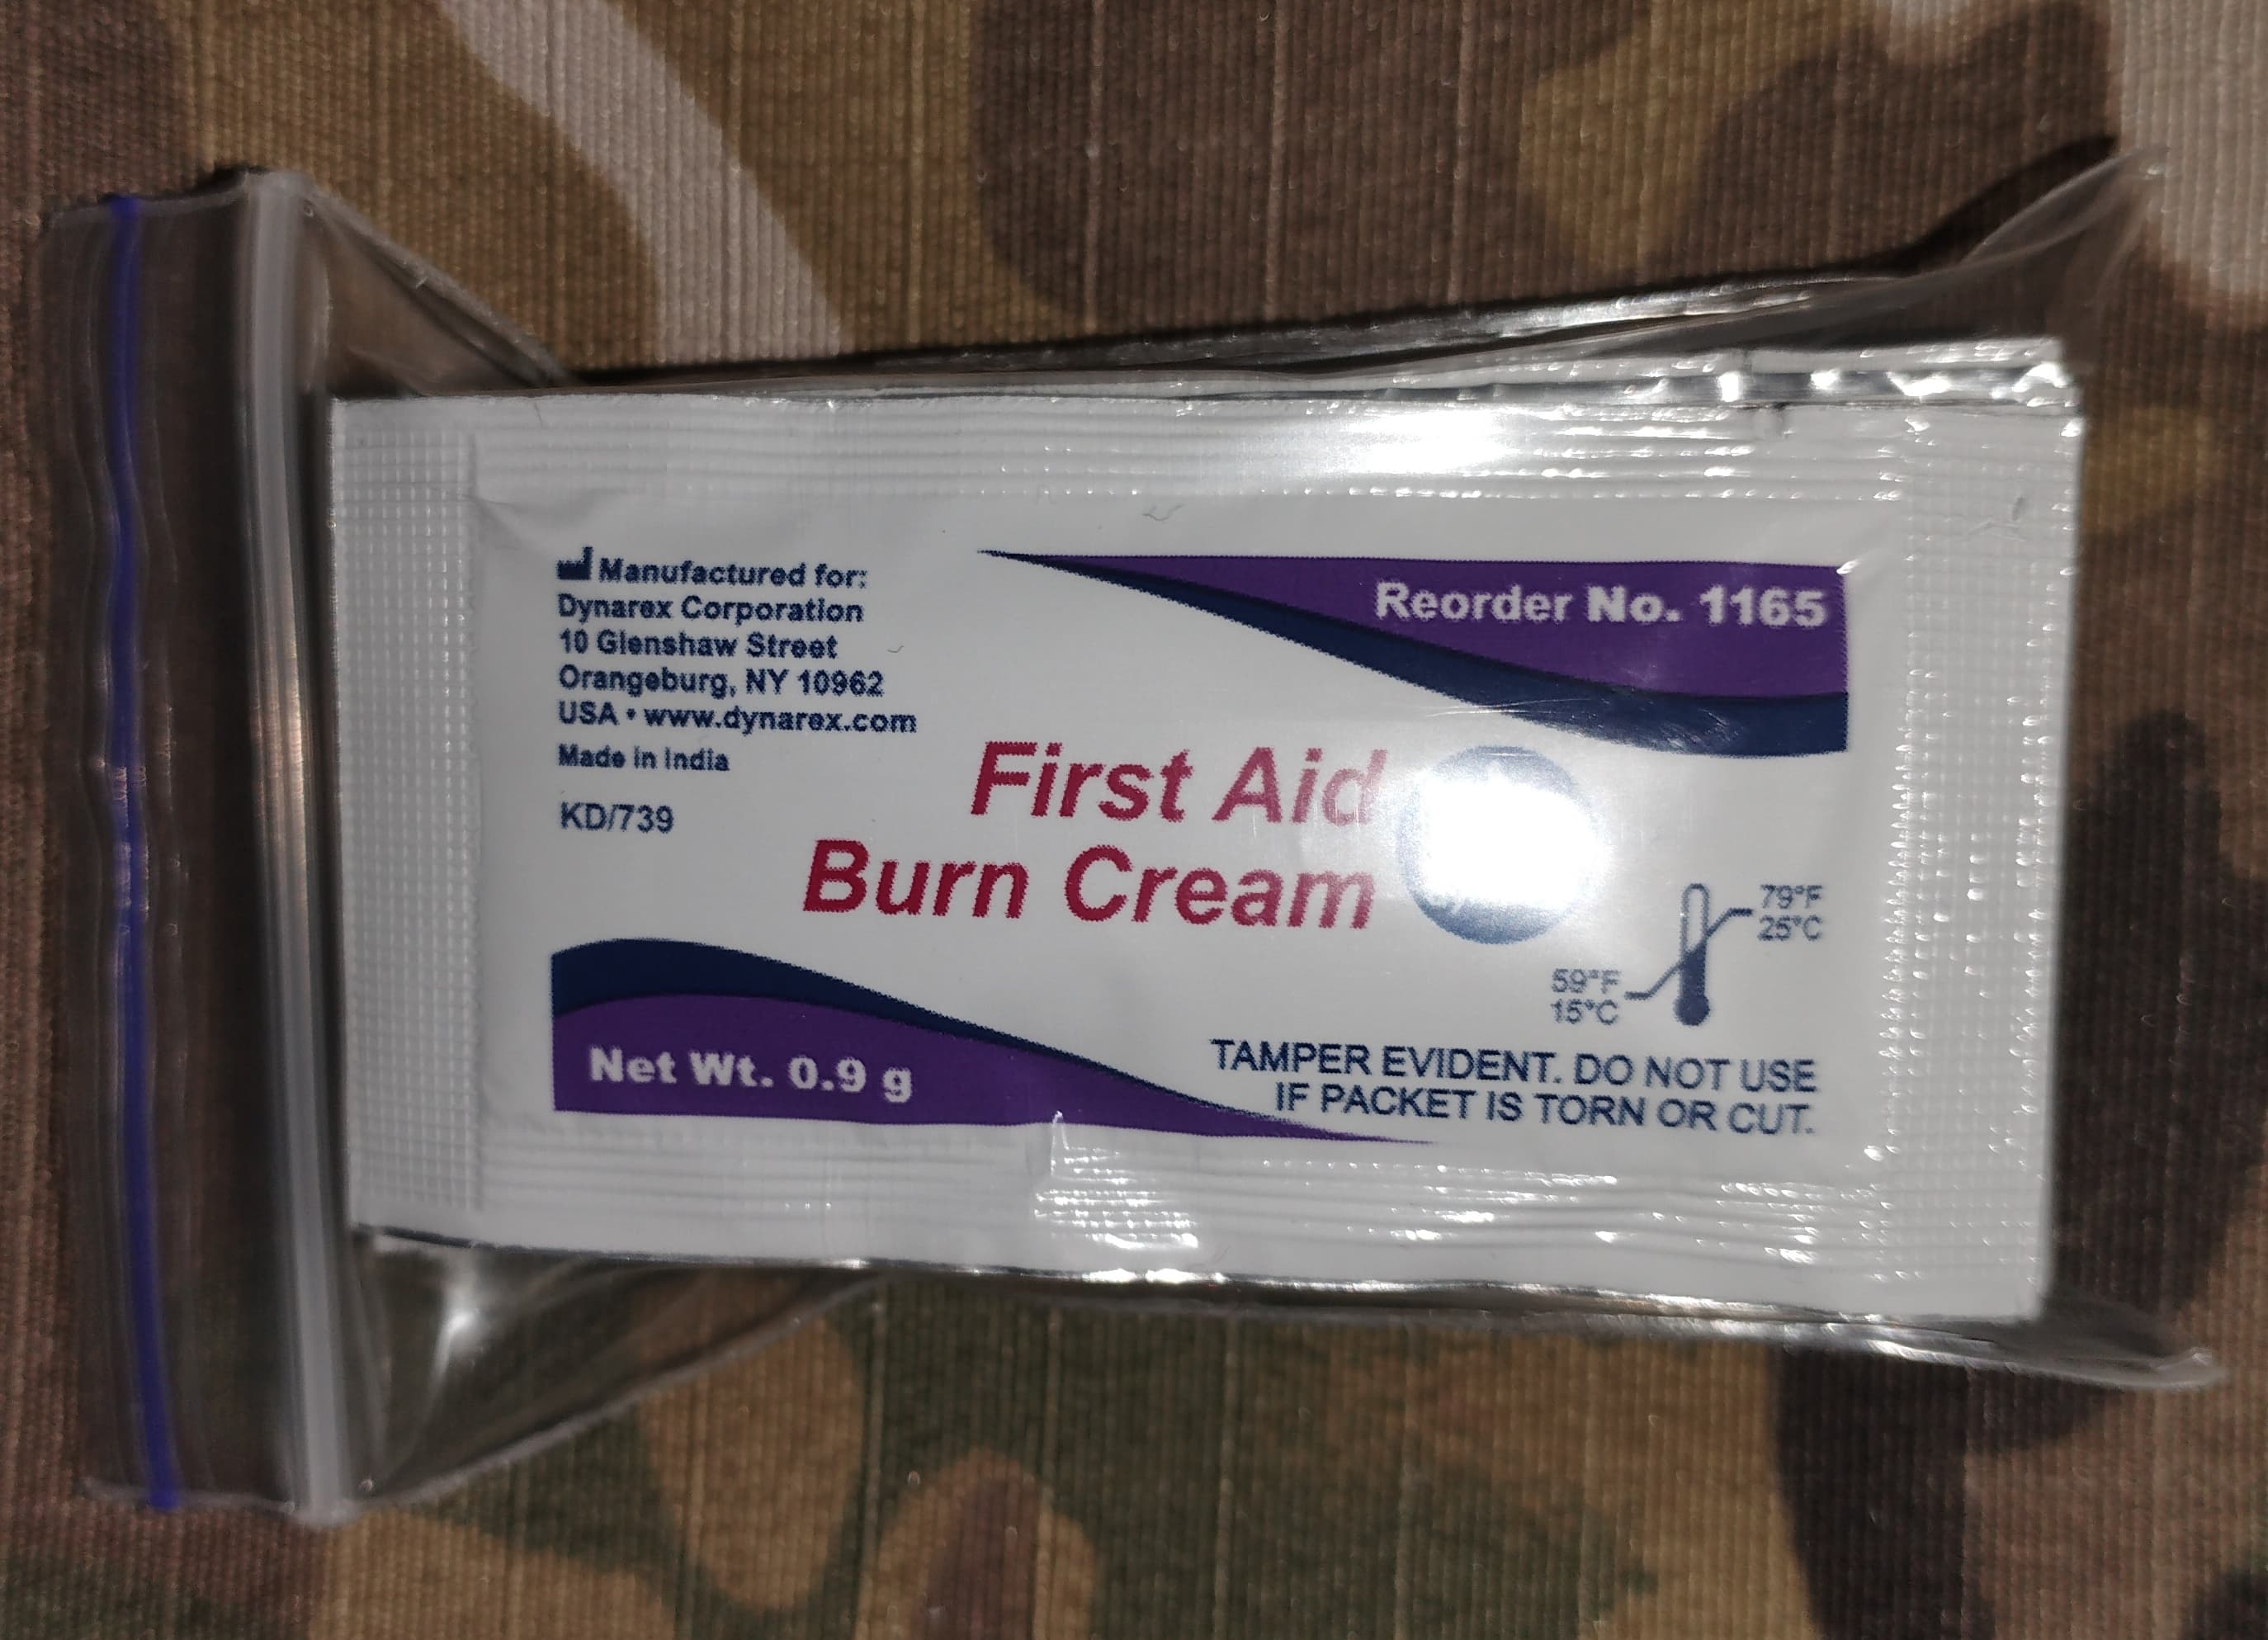 Manufactured for:
Dynarex Corporation
10 Glenshaw Street
Orangeburg, NY 10962
USA • www.dynarex.com
Made in India
KD/739
Reorder No. 1165
First Aid
Burn Cream
79°F
25°C
59°F
15°C
Net Wt. 0.9 g
TAMPER EVIDENT. DO NOT USE
IF PACKET IS TORN OR CUT.